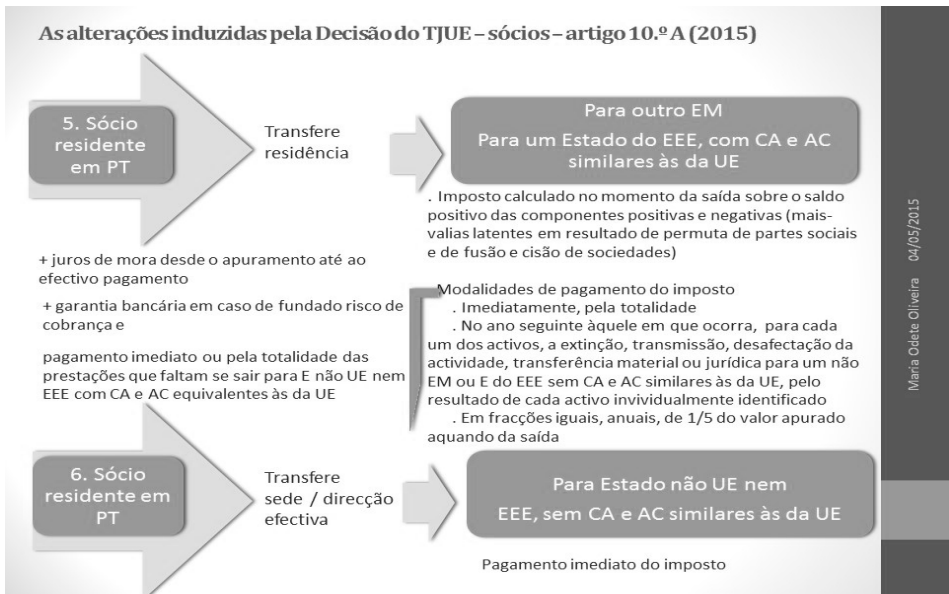 As alterações induzidas pela Decisão do TJUE – sócios – artigo 10.º A (2015)
5. Sócio
residente
em PT
Transfere
residência
Para outro EM
Para um Estado do EEE, com CA e AC
similares às da UE
. Imposto calculado no momento da saída sobre o saldo
positivo das componentes positivas e negativas (mais-
valias latentes em resultado de permuta de partes sociais
e de fusão e cisão de sociedades)
+ juros de mora desde o apuramento até ao
efectivo pagamento
+ garantia bancária em caso de fundado risco de
cobrança e
pagamento imediato ou pela totalidade das
prestações que faltam se sair para E não UE nem
EEE com CA e AC equivalentes às da UE
Modalidades de pagamento do imposto
. Imediatamente, pela totalidade
. No ano seguinte àquele em que ocorra, para cada
um dos activos, a extinção, transmissão, desafectação da
actividade, transferência material ou jurídica para um não
EM ou E do EEE sem CA e AC similares às da UE, pelo
resultado de cada activo invividualmente identificado
. Em fracções iguais, anuais, de 1/5 do valor apurado
aquando da saída
6. Sócio
residente em
PT
Transfere
sede / direcção
efectiva
Para Estado não UE nem
EEE, sem CA e AC similares às da UE
Pagamento imediato do imposto
Maria Odete Oliveira 04/05/2015